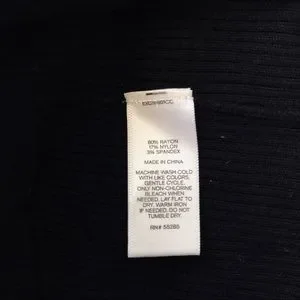 80% RAYON
17% NYLON
3% SPANDEX
MADE IN CHINA
MACHINE WASH COLD
WITH LIKE COLORS,
GENTLE CYCLE.
ONLY NON-CHLORINE
BLEACH WHEN
NEEDED. LAY FLAT TO
DRY. WARM IRON
IF NEEDED. DO NOT
TUMBLE DRY.
RN# 58285